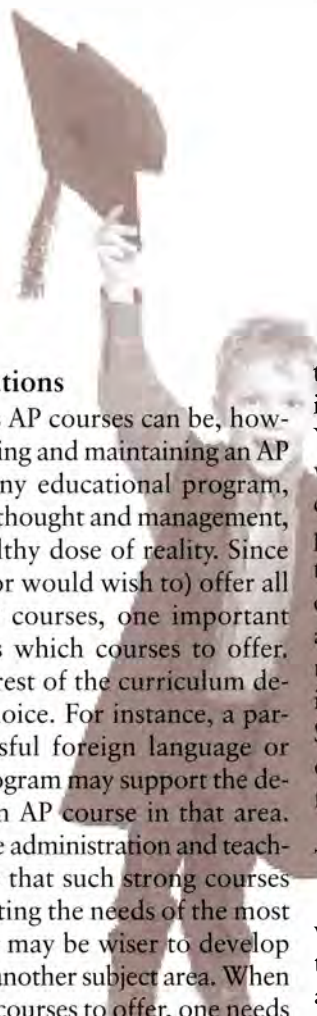 tions
AP courses can be, how-
ing and maintaining an AP
ny educational program,
thought and management,
lthy dose of reality. Since
or would wish to) offer all
courses, one important
s which courses to offer.
rest of the curriculum de-
oice. For instance, a par-
sful foreign language or
ogram may support the de-
n AP course in that area.
e administration and teach-
that such strong courses
ting the needs of the most
may be wiser to develop
another subject area. When
courses to offer, one needs